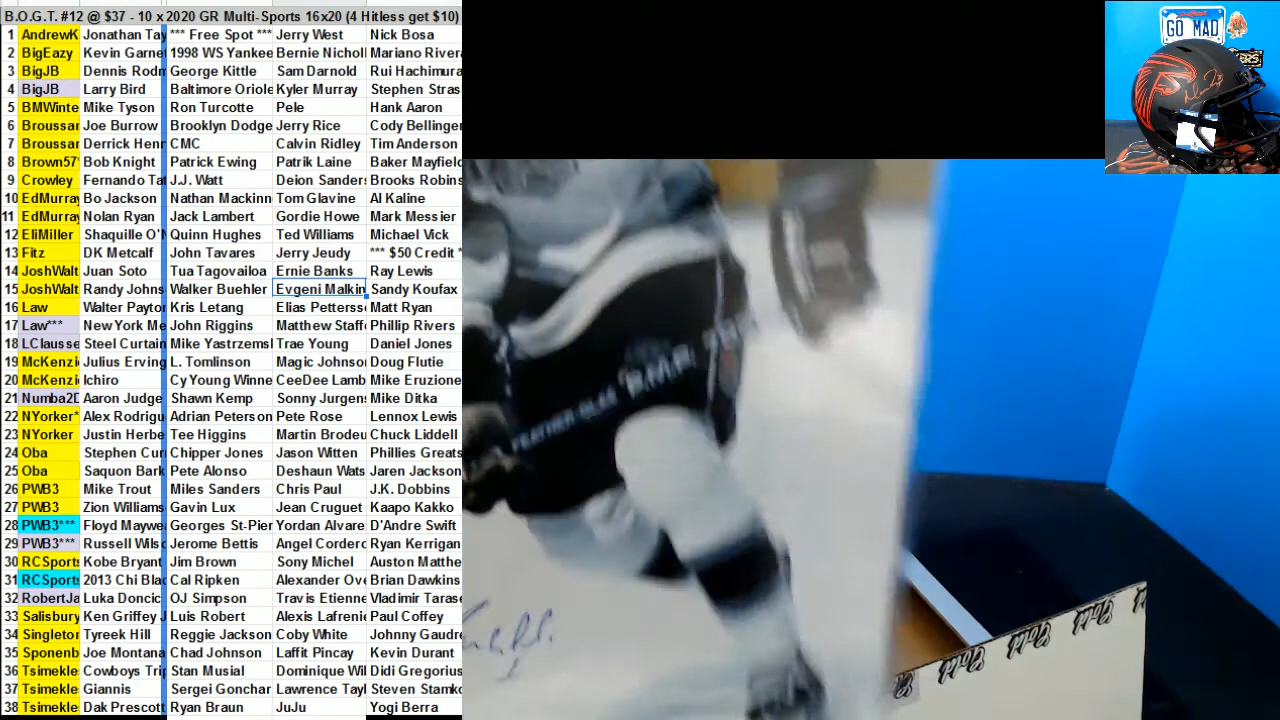 B.O.G.T. #12 @ $37 - 10 x 2020 GR Multi-Sports 16x20 (4 Hitless get $10)
1 AndrewK Jonathan Tay *** Free Spot *** Jerry West Nick Bosa
2 BigEazy Kevin Garne 1998 WS Yankee Bernie Nicholl Mariano Rivera
3 BigJB Dennis Rodm George Kittle Sam Darnold Rui Hachimura
4 BigJB Larry Bird Baltimore Oriole Kyler Murray Stephen Stras
5 BMWinte Mike Tyson Ron Turcotte Pele Hank Aaron
6 Broussar Joe Burrow Brooklyn Dodge Jerry Rice Cody Bellinger
7 Broussar Derrick Henr CMC Calvin Ridley Tim Anderson
8 Brown57* Bob Knight Patrick Ewing Patrik Laine Baker Mayfield
9 Crowley Fernando Tat J.J. Watt Deion Sanders Brooks Robins
10 EdMurray Bo Jackson Nathan Mackinn Tom Glavine Al Kaline
11 EdMurray Nolan Ryan Jack Lambert Gordie Howe Mark Messier
12 EliMiller Shaquille O'N Quinn Hughes Ted Williams Michael Vick
13 Fitz DK Metcalf John Tavares Jerry Jeudy *** $50 Credit *
14 JoshWalt Juan Soto Tua Tagovailoa Ernie Banks Ray Lewis
15 JoshWalt Randy Johns Walker Buehler Evgeni Malkin Sandy Koufax
16 Law Walter Payto Kris Letang Elias Petterss Matt Ryan
17 Law*** New York Me John Riggins Matthew Staff Phillip Rivers
18 LClausse Steel Curtain Mike Yastrzems Trae Young Daniel Jones
19 McKenzi Julius Erving L. Tomlinson Magic Johnso Doug Flutie
20 McKenzi Ichiro Cy Young Winne CeeDee Lamb Mike Eruzione
21 Numba2D Aaron Judge Shawn Kemp Sonny Jurgens Mike Ditka
22 NYorker* Alex Rodrigu Adrian Peterson Pete Rose Lennox Lewis
23 NYorker Justin Herbe Tee Higgins Martin Brodeu Chuck Liddell
24 Oba Stephen Cur Chipper Jones Jason Witten Phillies Greats
25 Oba Saquon Bark Pete Alonso Deshaun Wats Jaren Jackson
26 PWB3 Mike Trout Miles Sanders Chris Paul J.K. Dobbins
27 PWB3 Zion Williams Gavin Lux Jean Cruguet Kaapo Kakko
28 PWB3*** Floyd Maywea Georges St-Pier Yordan Alvare D'Andre Swift
29 PWB3*** Russell Wils Jerome Bettis Angel Cordero Ryan Kerrigan
30 RCSports Kobe Bryant Jim Brown Sony Michel Auston Matthe
31 RCSports 2013 Chi Bla Cal Ripken Alexander Ove Brian Dawkins
32 RobertJa Luka Doncic OJ Simpson Travis Etienne Vladimir Tarase
33 Salisbury Ken Griffey J Luis Robert Alexis Lafrenie Paul Coffey
34 Singleton Tyreek Hill Reggie Jackson Coby White Johnny Gaudre
35 Sponenb Joe Montana Chad Johnson Laffit Pincay Kevin Durant
36 Tsimekle Cowboys Trip Stan Musial Dominique Wil Didi Gregorius
37 Tsimekle Giannis Sergei Gonchar Lawrence Tayl Steven Stamko
38 Tsimekle Dak Prescott Ryan Braun JuJu Yogi Berra
GO MAD
Gold Gold Gold